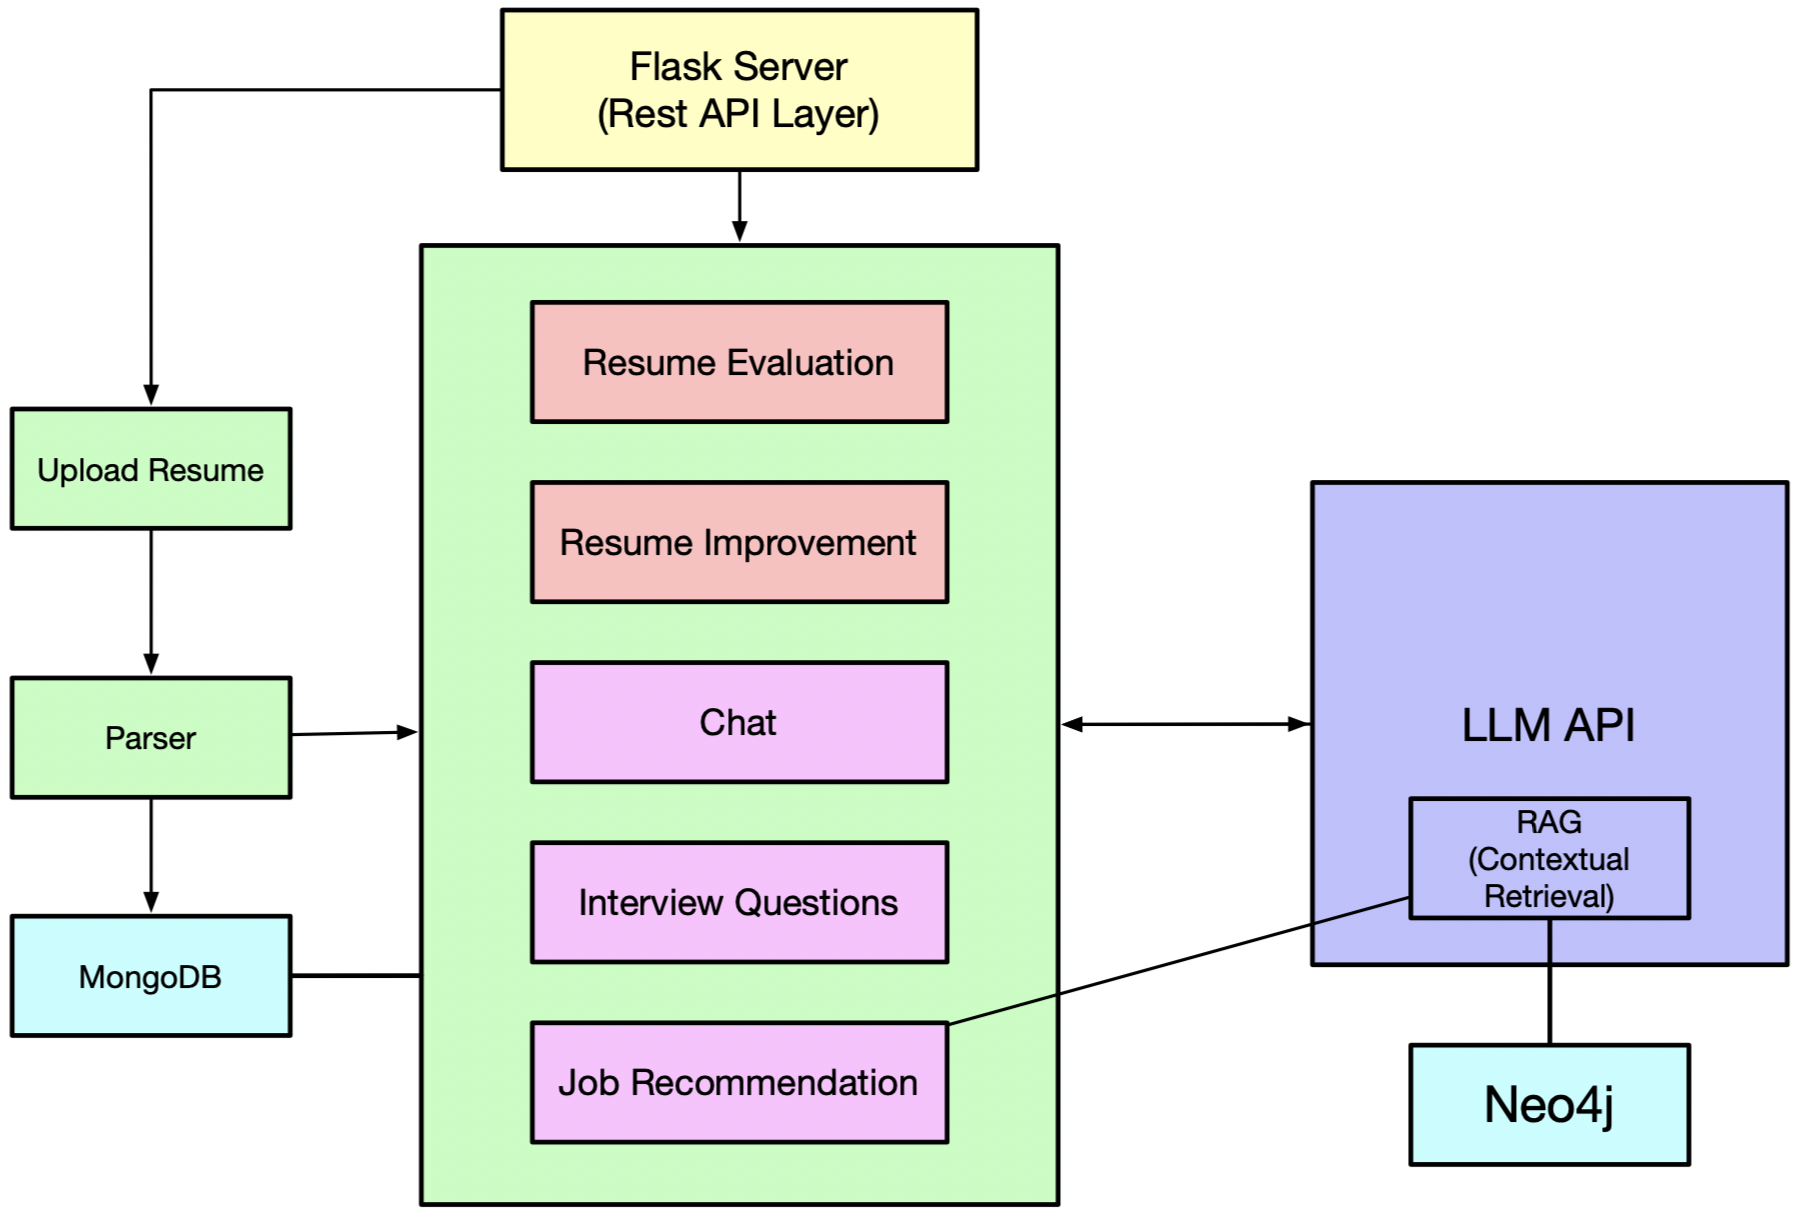 Flask Server
(Rest API Layer)
Resume Evaluation
Upload Resume
Resume Improvement
Chat
LLM API
Parser
RAG
(Contextual
Retrieval)
Interview Questions
MongoDB
Job Recommendation
Neo4j